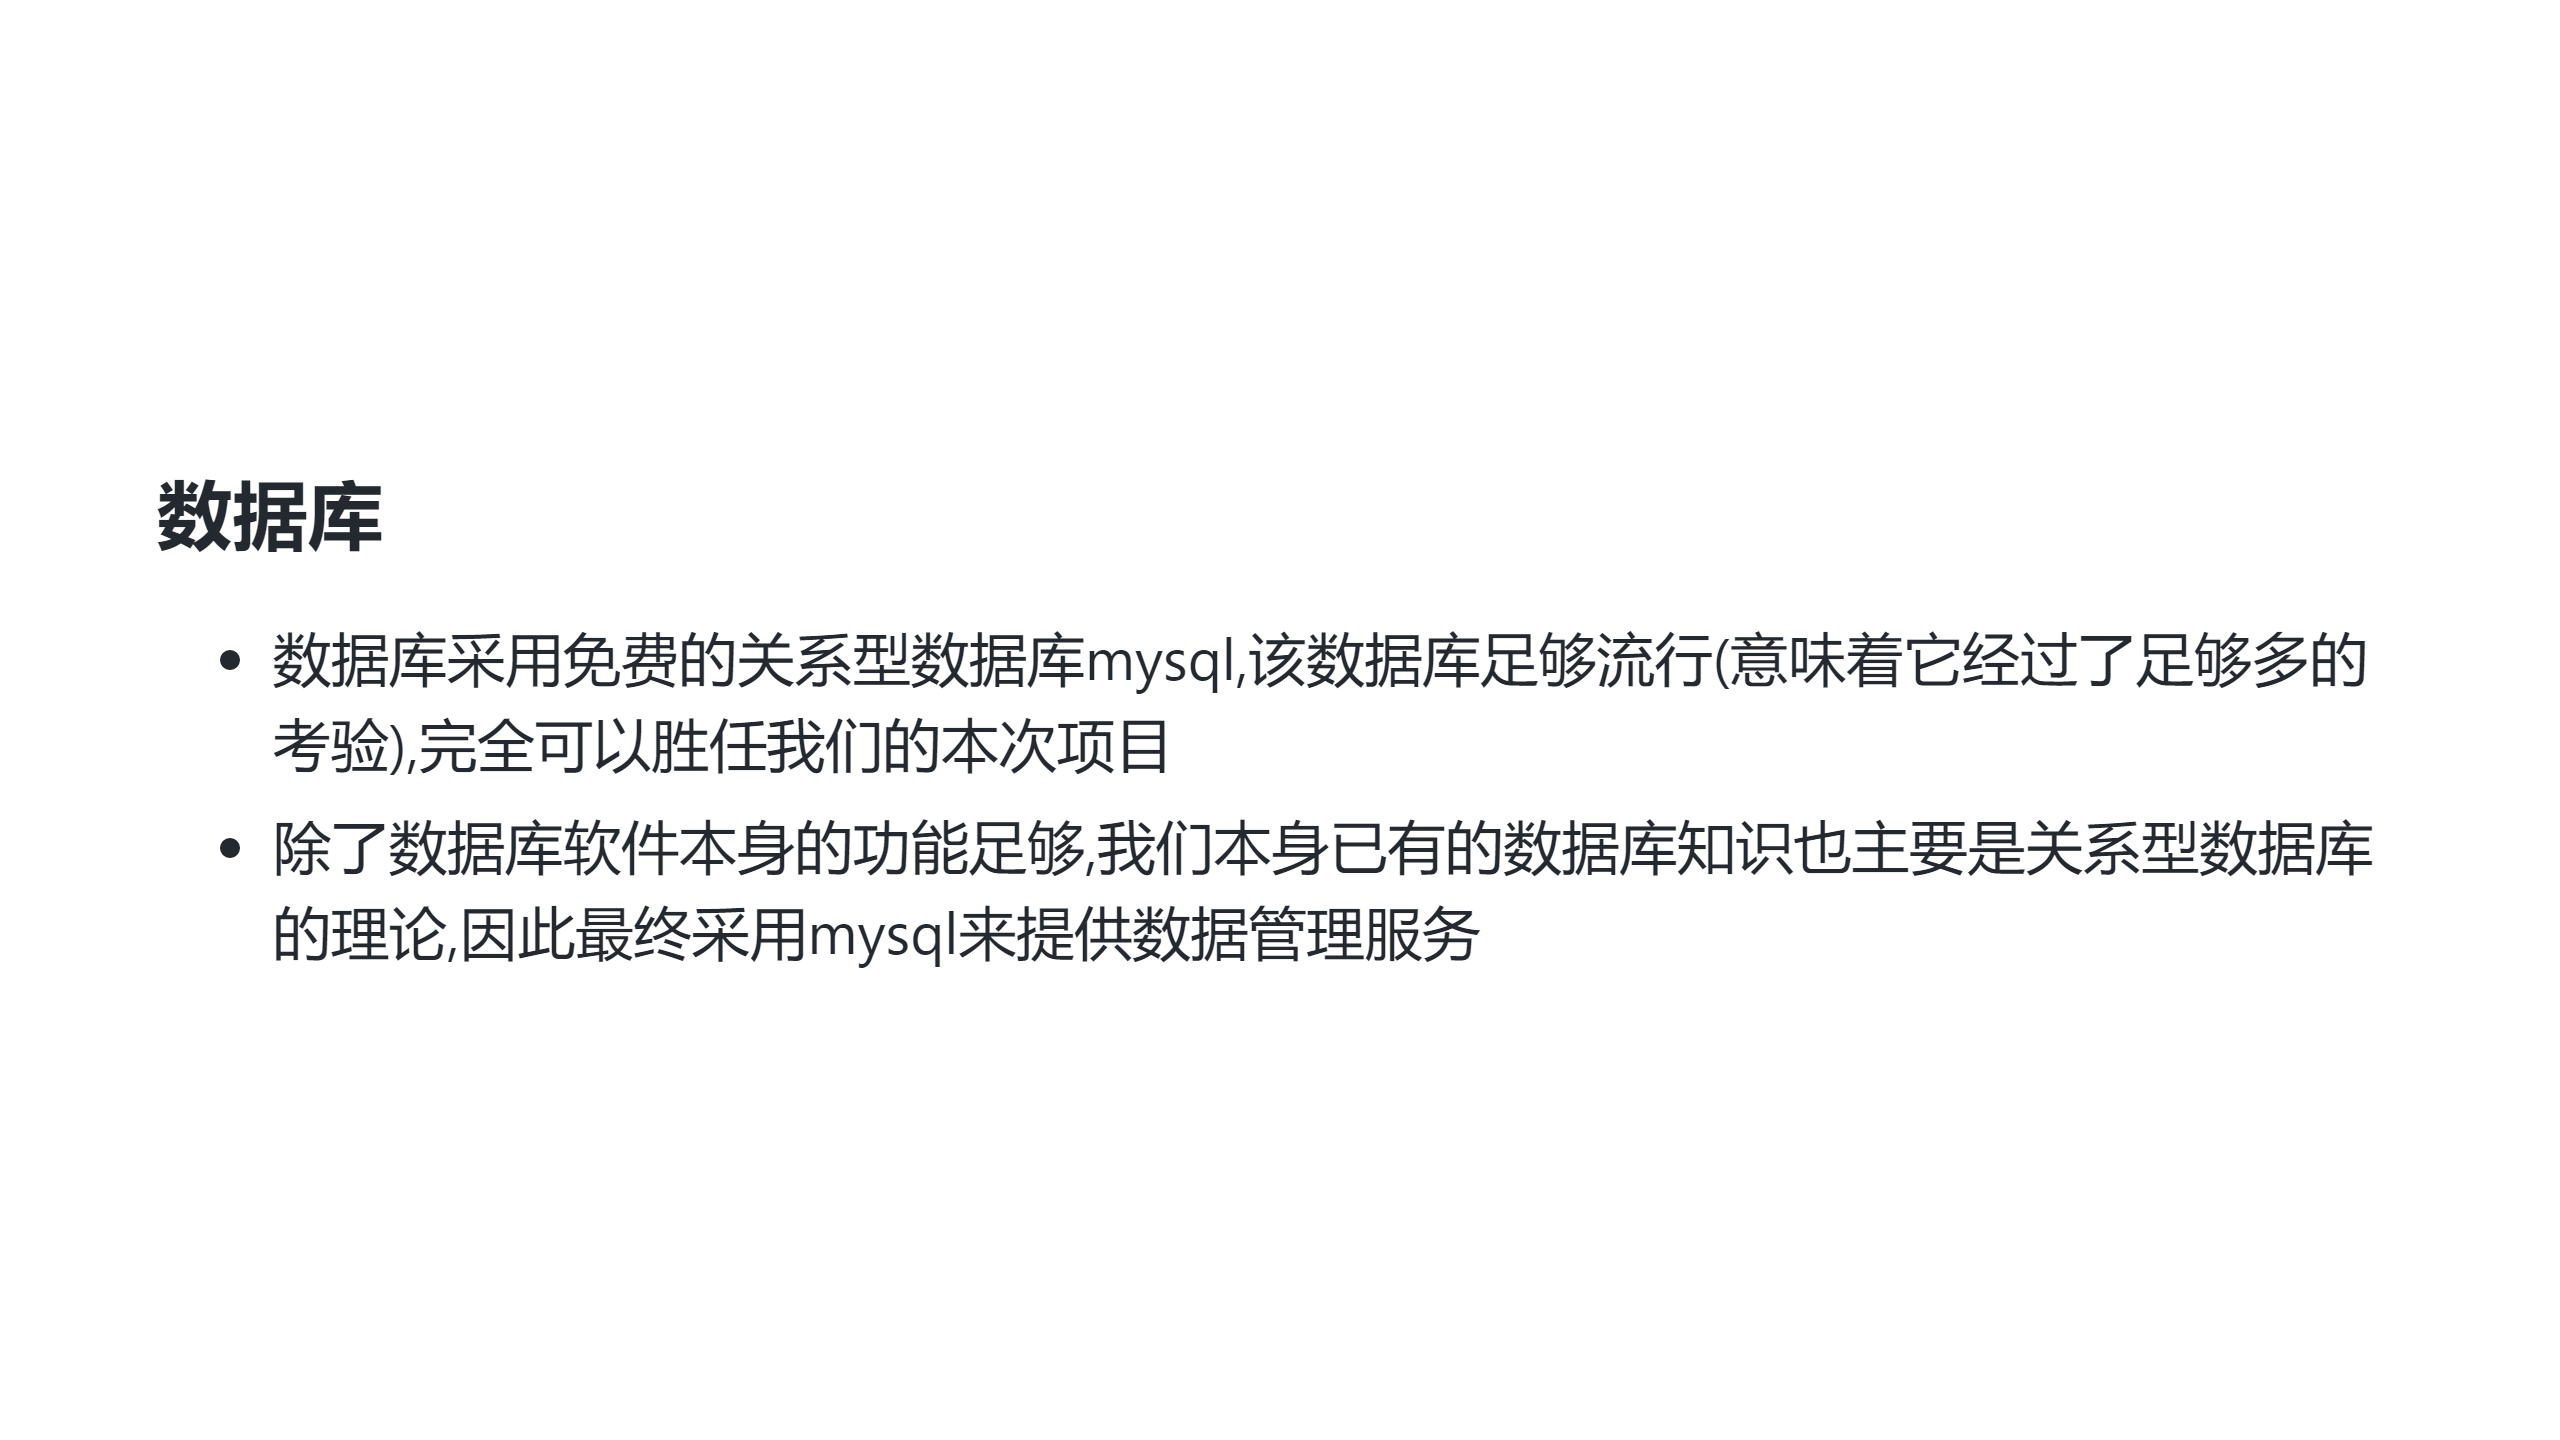 数据库
数据库采用免费的关系型数据库mysql,该数据库足够流行(意味着它经过了足够多的
考验),完全可以胜任我们的本次项目
除了数据库软件本身的功能足够,我们本身已有的数据库知识也主要是关系型数据库
的理论,因此最终采用mysql来提供数据管理服务